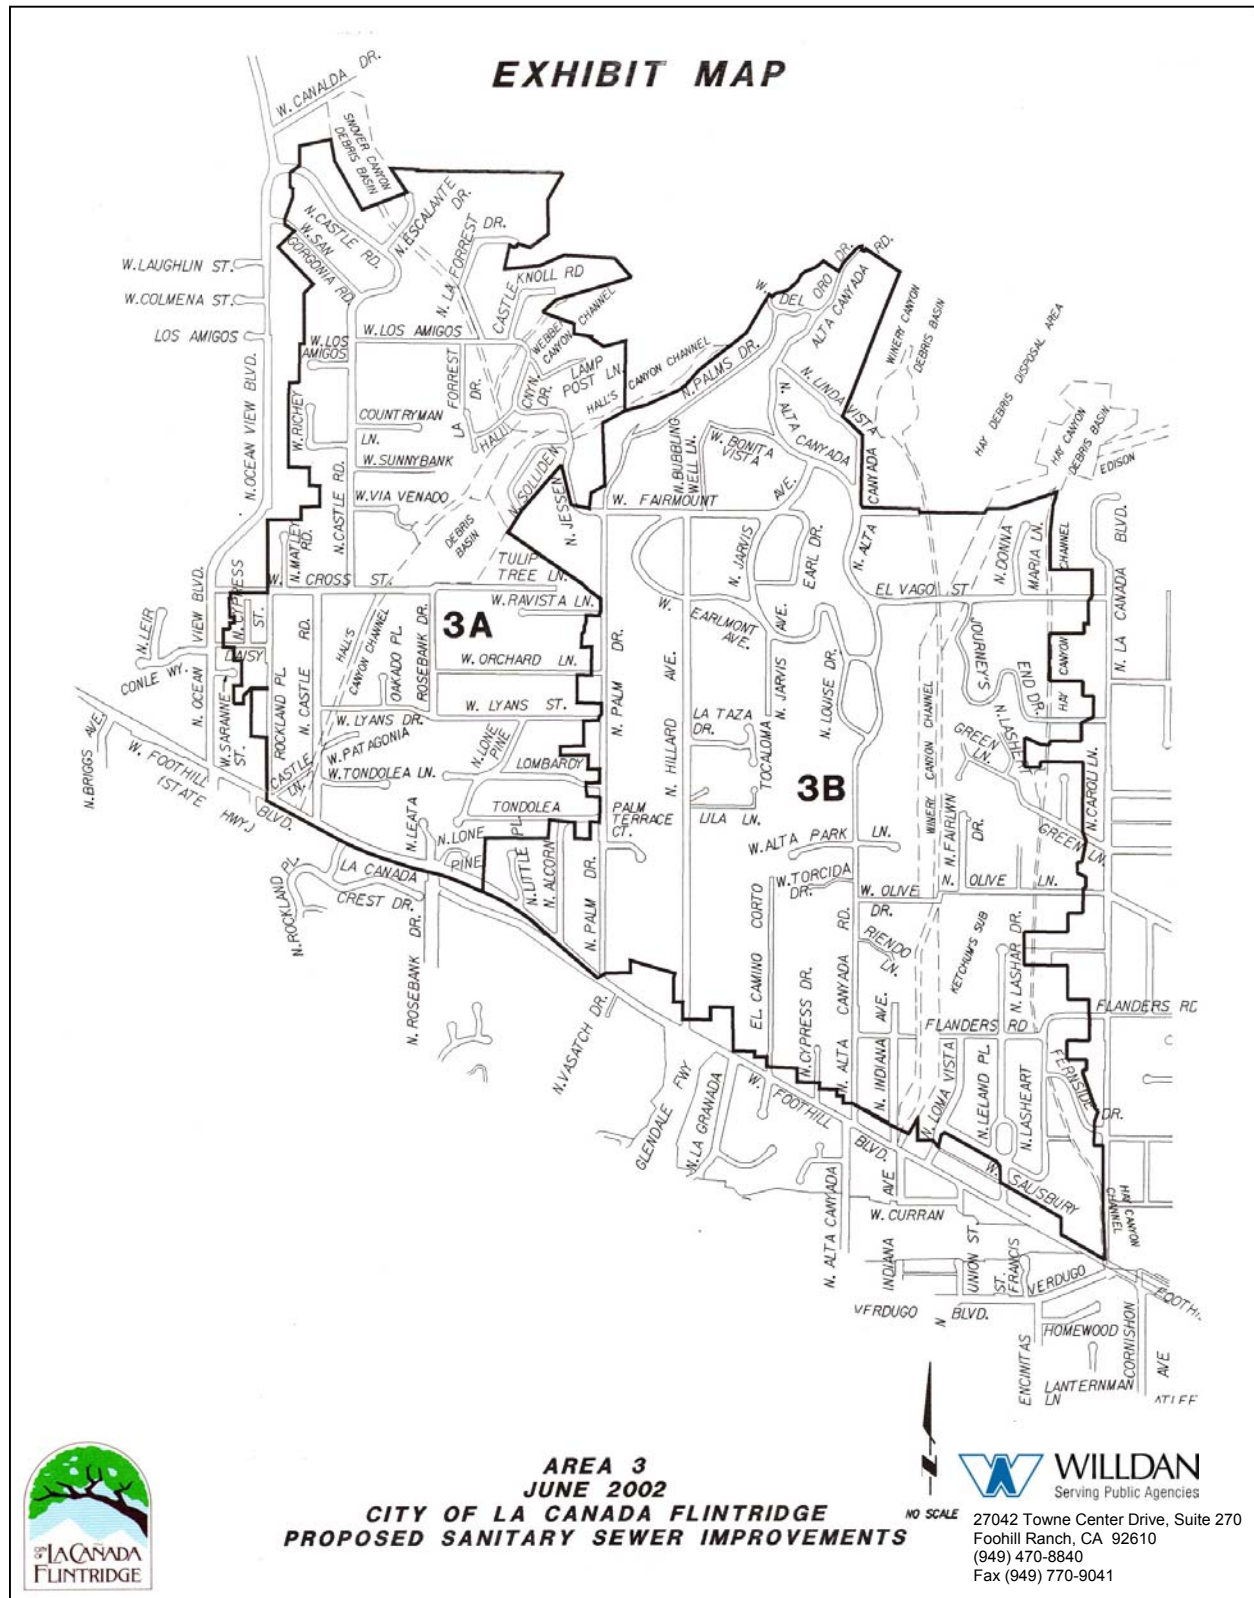 EXHIBIT MAP
W. CANALDA DR.
SNOVER CANYON
DEBRIS BASIN
N. ESCALANTE
DR.
N. CASTLE RD.
W. SAN
GORGONIA RD.
N. LA FORREST DR.
CASTLE KNOLL RD
W. LAUGHLIN ST.
W. COLMENA ST.
LOS AMIGOS
W. LOS
AMIGOS
W. LOS AMIGOS
WEBBER
CANYON CHANNEL
LAMP
POST LN.
HALL'S CANYON CHANNEL
W. DEL ORO DR.
ALTA CANYADA RD.
N. PALMS DR.
WINERY CANYON
DEBRIS BASIN
HAY DEBRIS DISPOSAL AREA
HAY CANYON
DEBRIS BASIN
EDISON
N. LINDA VISTA
N. ALTA CANYADA
CANYADA
N. ALTA
N. OCEAN VIEW BLVD.
W. RICHEY
COUNTRYMAN
LN.
LA FORREST
DR.
HALL CNYN. DR.
W. SUNNYBANK
W. VIA VENADO
N. CASTLE RD.
N. SOLLIDEN
N. JESSEN
DEBRIS
BASIN
N. BUBBLING
WELL LN.
W. BONITA
VISTA
W. FAIRMOUNT AVE.
N. MATLEY
RD.
W. CROSS ST.
TULIP
TREE LN.
W. RAVISTA LN.
N. JARVIS
EARL DR.
W. EARLMONT
AVE.
EL VAGO ST
N. DONNA
MARIA LN.
CHANNEL
N. LA CANADA BLVD.
N. CYPRESS
ST.
N. LEIR
CONLE WY.
VIEW BLVD.
N. OCEAN
DAISY
W. SARANNE
ST.
ROCKLAND PL.
N. CASTLE RD.
HALL'S
CANYON CHANNEL
OAKADO PL.
ROSEBANK DR.
3A
W. ORCHARD LN.
W. LYANS DR.
W. LYANS ST.
W. PATAGONIA
W. TONDOLEA LN.
CASTLE
LN.
N. LONE
PINE
LOMBARDY
TONDOLEA
N. PALM DR.
PALM
TERRACE
CT.
N. HILLARD AVE.
N. JARVIS AVE.
LA TAZA
DR.
TOCALOMA
LILA LN.
N. LOUISE DR.
3B
WINERY CANYON CHANNEL
JOURNEY'S
END DR.
HAY CANYON
N. LASHER
GREEN
LN.
GREEN LN.
N. CAROLI LN.
N. FAIRLWN
DR.
N. BRIGGS AVE.
W. FOOTHILL
(STATE
HWY.)
BLVD.
N. LEATA
N. LONE
PINE
N. LITTLE PL.
N. ALCORN
N. PALM DR.
LA CANADA
CREST DR.
N. ROCKLAND PL.
N. ROSEBANK DR.
W. ALTA PARK LN.
W. TORCIDA
DR.
W. OLIVE
DR.
N. OLIVE LN.
EL CAMINO CORTO
N. CYPRESS DR.
N. ALTA CANYADA RD.
RIENDO
LN.
N. INDIANA AVE.
KETCHUM'S SUB
N. LASHAR DR.
FLANDERS RD
FLANDERS RD
N. VASATCH DR.
GLENDALE FWY
N. LA GRANADA
W. FOOTHILL
BLVD.
N. LOMA VISTA
N. LELAND PL.
N. LASHEART
FERNSIDE DR.
W. SALISBURY
HAY CANYON
CHANNEL
W. CURRAN
N. ALTA CANYADA
INDIANA AVE
UNION ST.
ST. FRANCIS
VERDUGO
VERDUGO BLVD.
N
FOOTHI
HOMEWOOD
ENCINITAS
LANTERNMAN
LN
CORNISHON
AVE
AREA 3
JUNE 2002
CITY OF LA CANADA FLINTRIDGE
PROPOSED SANITARY SEWER IMPROVEMENTS
NO SCALE
WILLDAN
Serving Public Agencies
27042 Towne Center Drive, Suite 270
Foohill Ranch, CA 92610
(949) 470-8840
Fax (949) 770-9041
CITY OF
LA CAÑADA
FLINTRIDGE